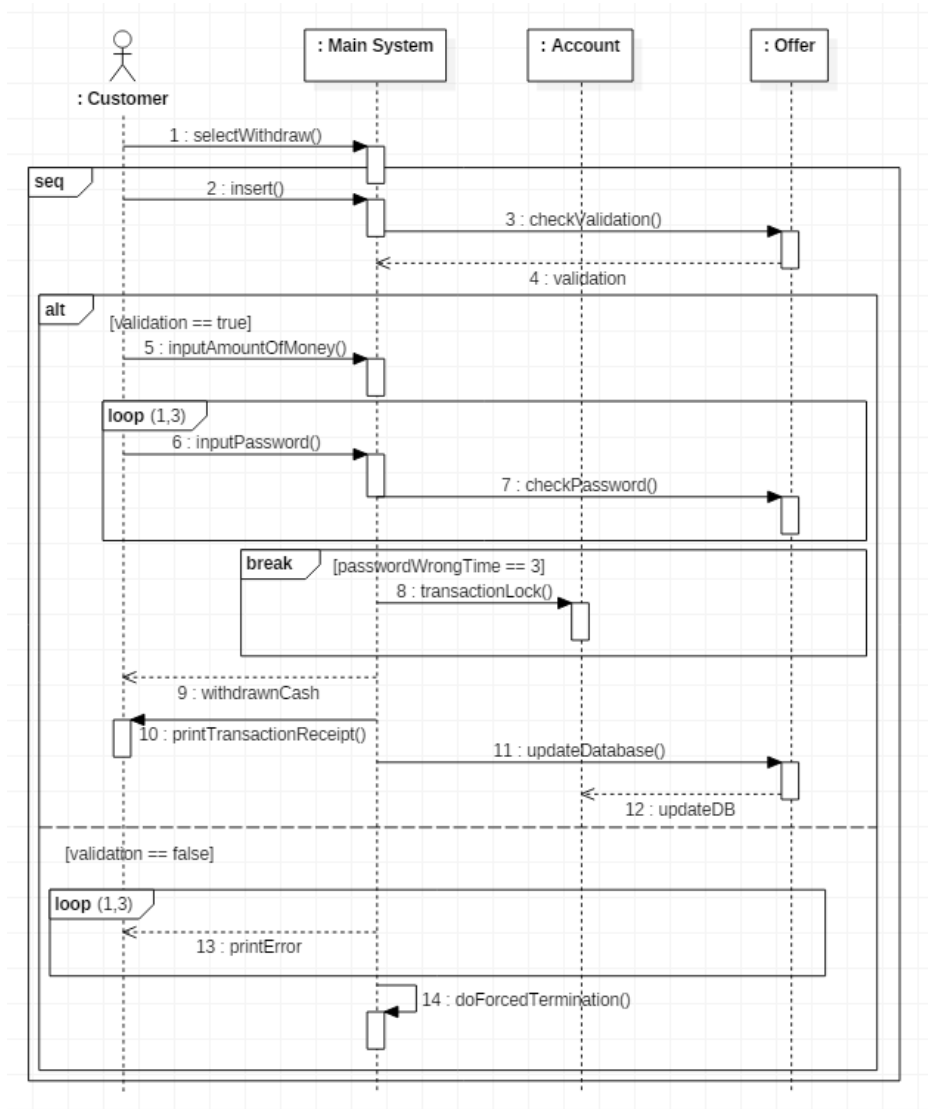 : Main System
: Account
: Offer
: Customer
1 : selectWithdraw()
seq
2 : insert()
3 : checkValidation()
4 : validation
alt
[validation == true]
5 : inputAmountOfMoney()
loop (1,3)
6 : inputPassword()
7 : checkPassword()
break [passwordWrongTime == 3]
8 : transactionLock()
9 : withdrawnCash
10 : printTransactionReceipt()
11 : updateDatabase()
12 : updateDB
[validation == false]
loop (1,3)
13 : printError
14 : doForcedTermination()